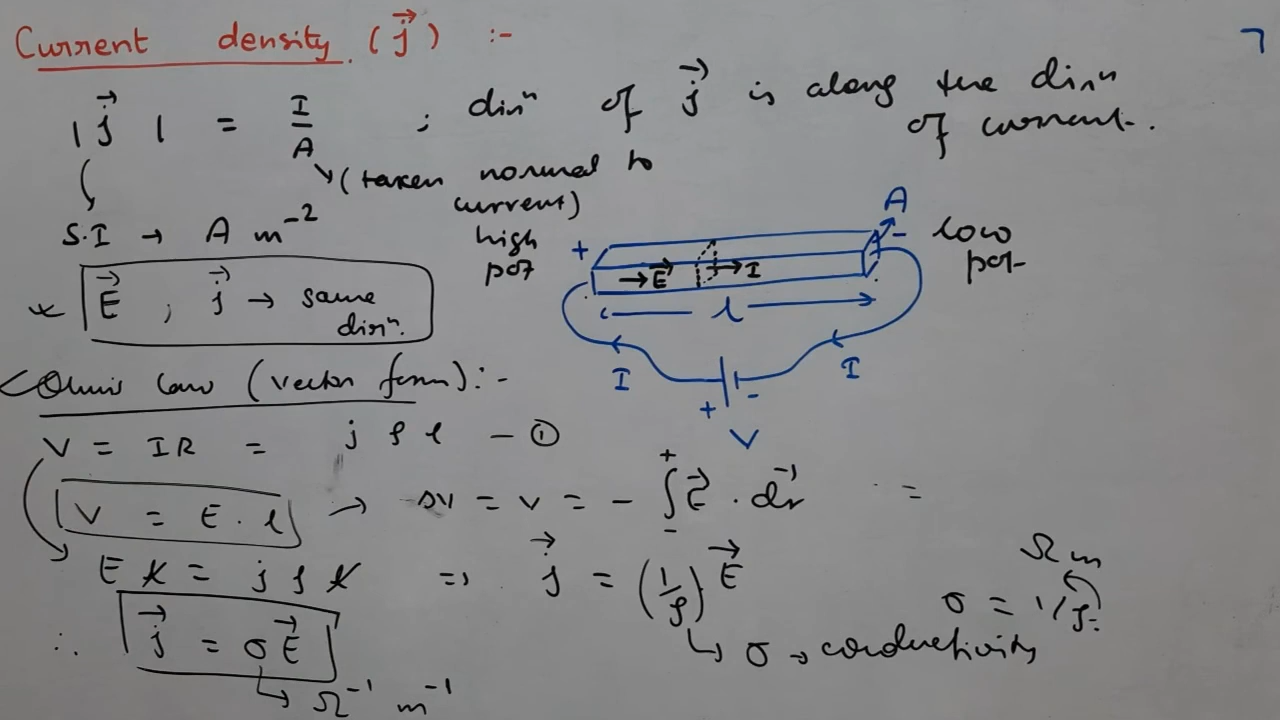 Current density (j⃗) :-
7
|j⃗| = I/A ; dirⁿ of j⃗ is along the dirⁿ
of current.
(taken normal to
current)
S.I → A m⁻²
high
pot
+
A
-
low
pot
→ E⃗ → I
l
* E⃗ , j⃗ → same
dirⁿ.
I
I
+ -
V
Ohm's law (vector form) :-
V = IR = j ρ l - ①
V = E . l → ΔV = V = - ∫₋⁺ E⃗ . dr⃗ =
E l = j ρ l ⇒ j⃗ = (1/ρ) E⃗
Ω m
σ = 1/ρ
∴ j⃗ = σE⃗
↳ σ → conductivity
↳ Ω⁻¹ m⁻¹